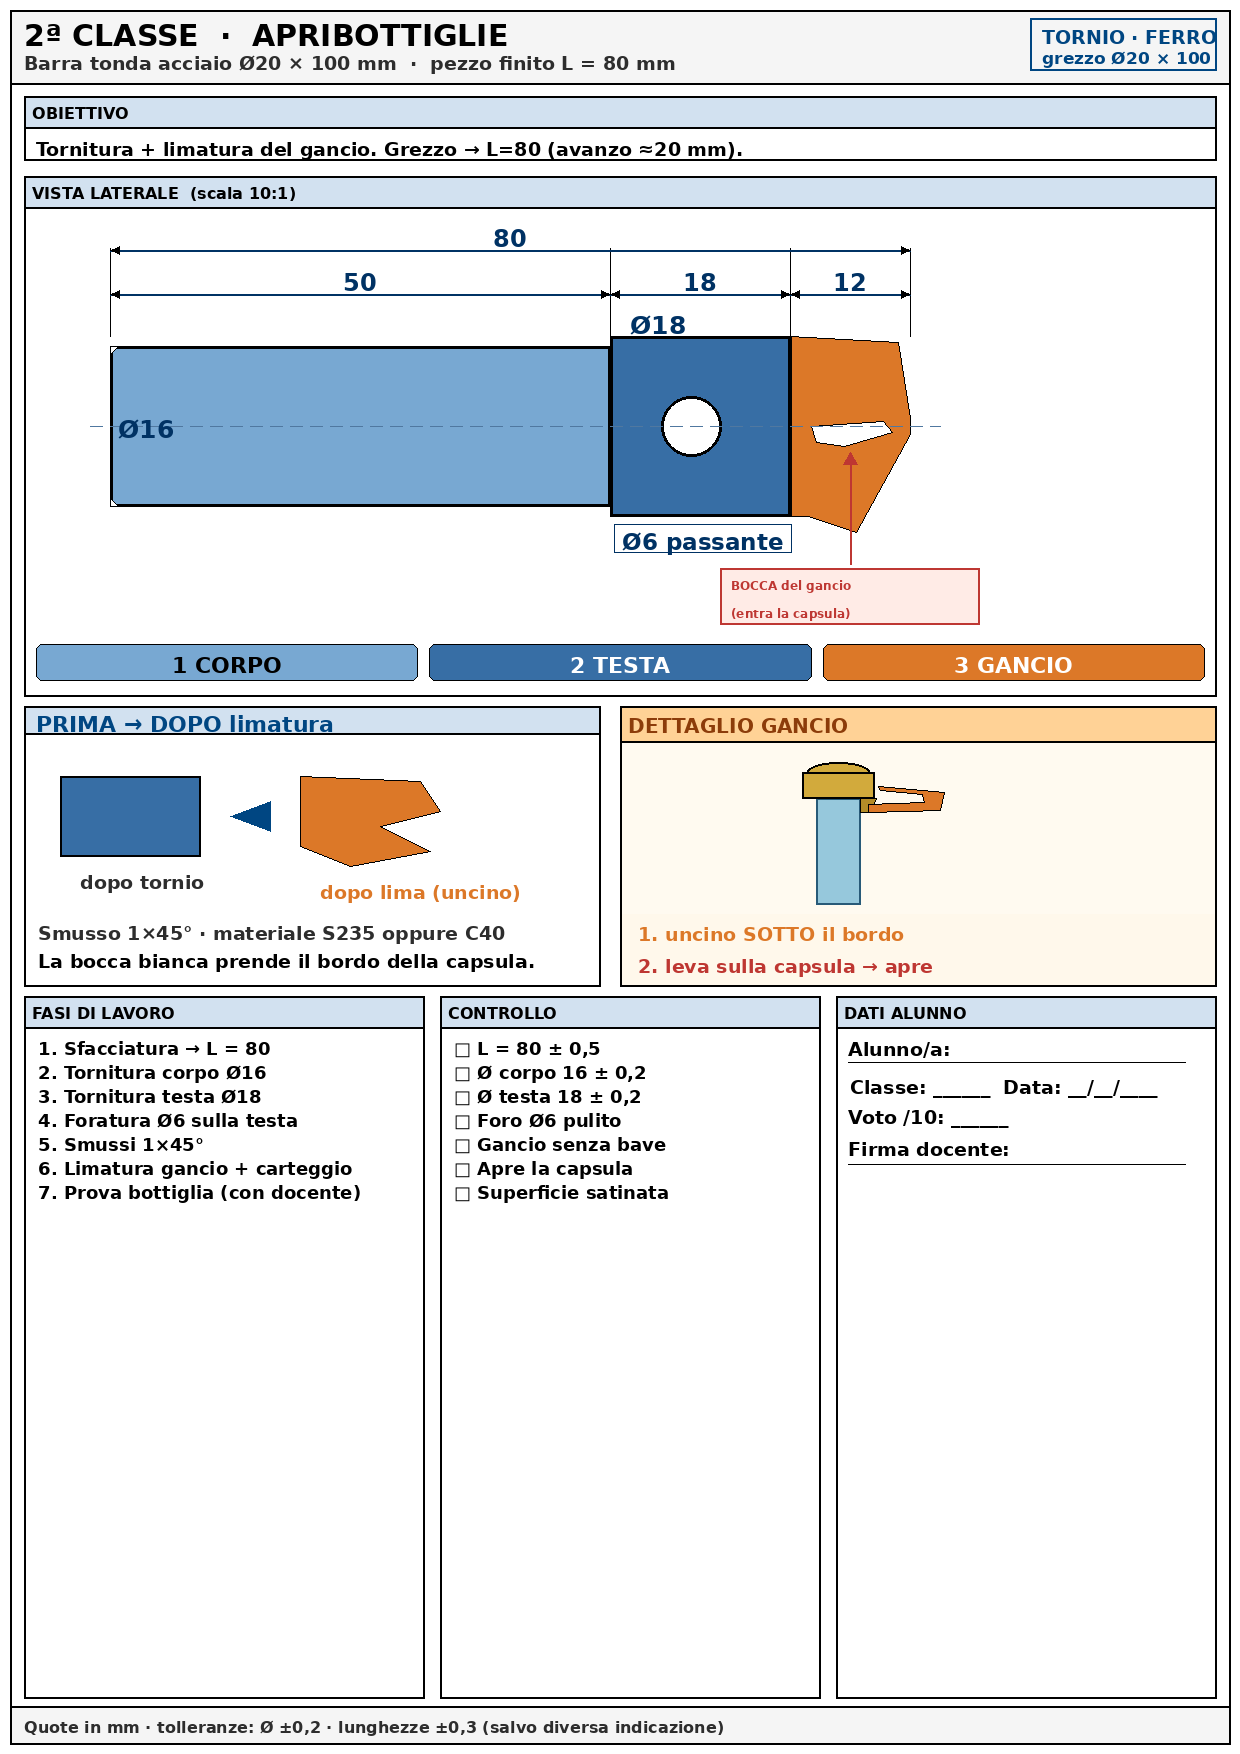 2ª CLASSE · APRIBOTTIGLIE
Barra tonda acciaio Ø20 × 100 mm · pezzo finito L = 80 mm
TORNIO · FERRO
grezzo Ø20 × 100
OBIETTIVO
Tornitura + limatura del gancio. Grezzo → L=80 (avanzo ≈20 mm).
VISTA LATERALE (scala 10:1)
80
50
18
12
Ø18
Ø16
Ø6 passante
BOCCA del gancio
(entra la capsula)
1 CORPO
2 TESTA
3 GANCIO
PRIMA → DOPO limatura
dopo tornio
dopo lima (uncino)
Smusso 1×45° · materiale S235 oppure C40
La bocca bianca prende il bordo della capsula.
DETTAGLIO GANCIO
1. uncino SOTTO il bordo
2. leva sulla capsula → apre
FASI DI LAVORO
1. Sfacciatura → L = 80
2. Tornitura corpo Ø16
3. Tornitura testa Ø18
4. Foratura Ø6 sulla testa
5. Smussi 1×45°
6. Limatura gancio + carteggio
7. Prova bottiglia (con docente)
CONTROLLO
□ L = 80 ± 0,5
□ Ø corpo 16 ± 0,2
□ Ø testa 18 ± 0,2
□ Foro Ø6 pulito
□ Gancio senza bave
□ Apre la capsula
□ Superficie satinata
DATI ALUNNO
Alunno/a:
Classe: ______ Data: __/__/____
Voto /10: ______
Firma docente:
Quote in mm · tolleranze: Ø ±0,2 · lunghezze ±0,3 (salvo diversa indicazione)